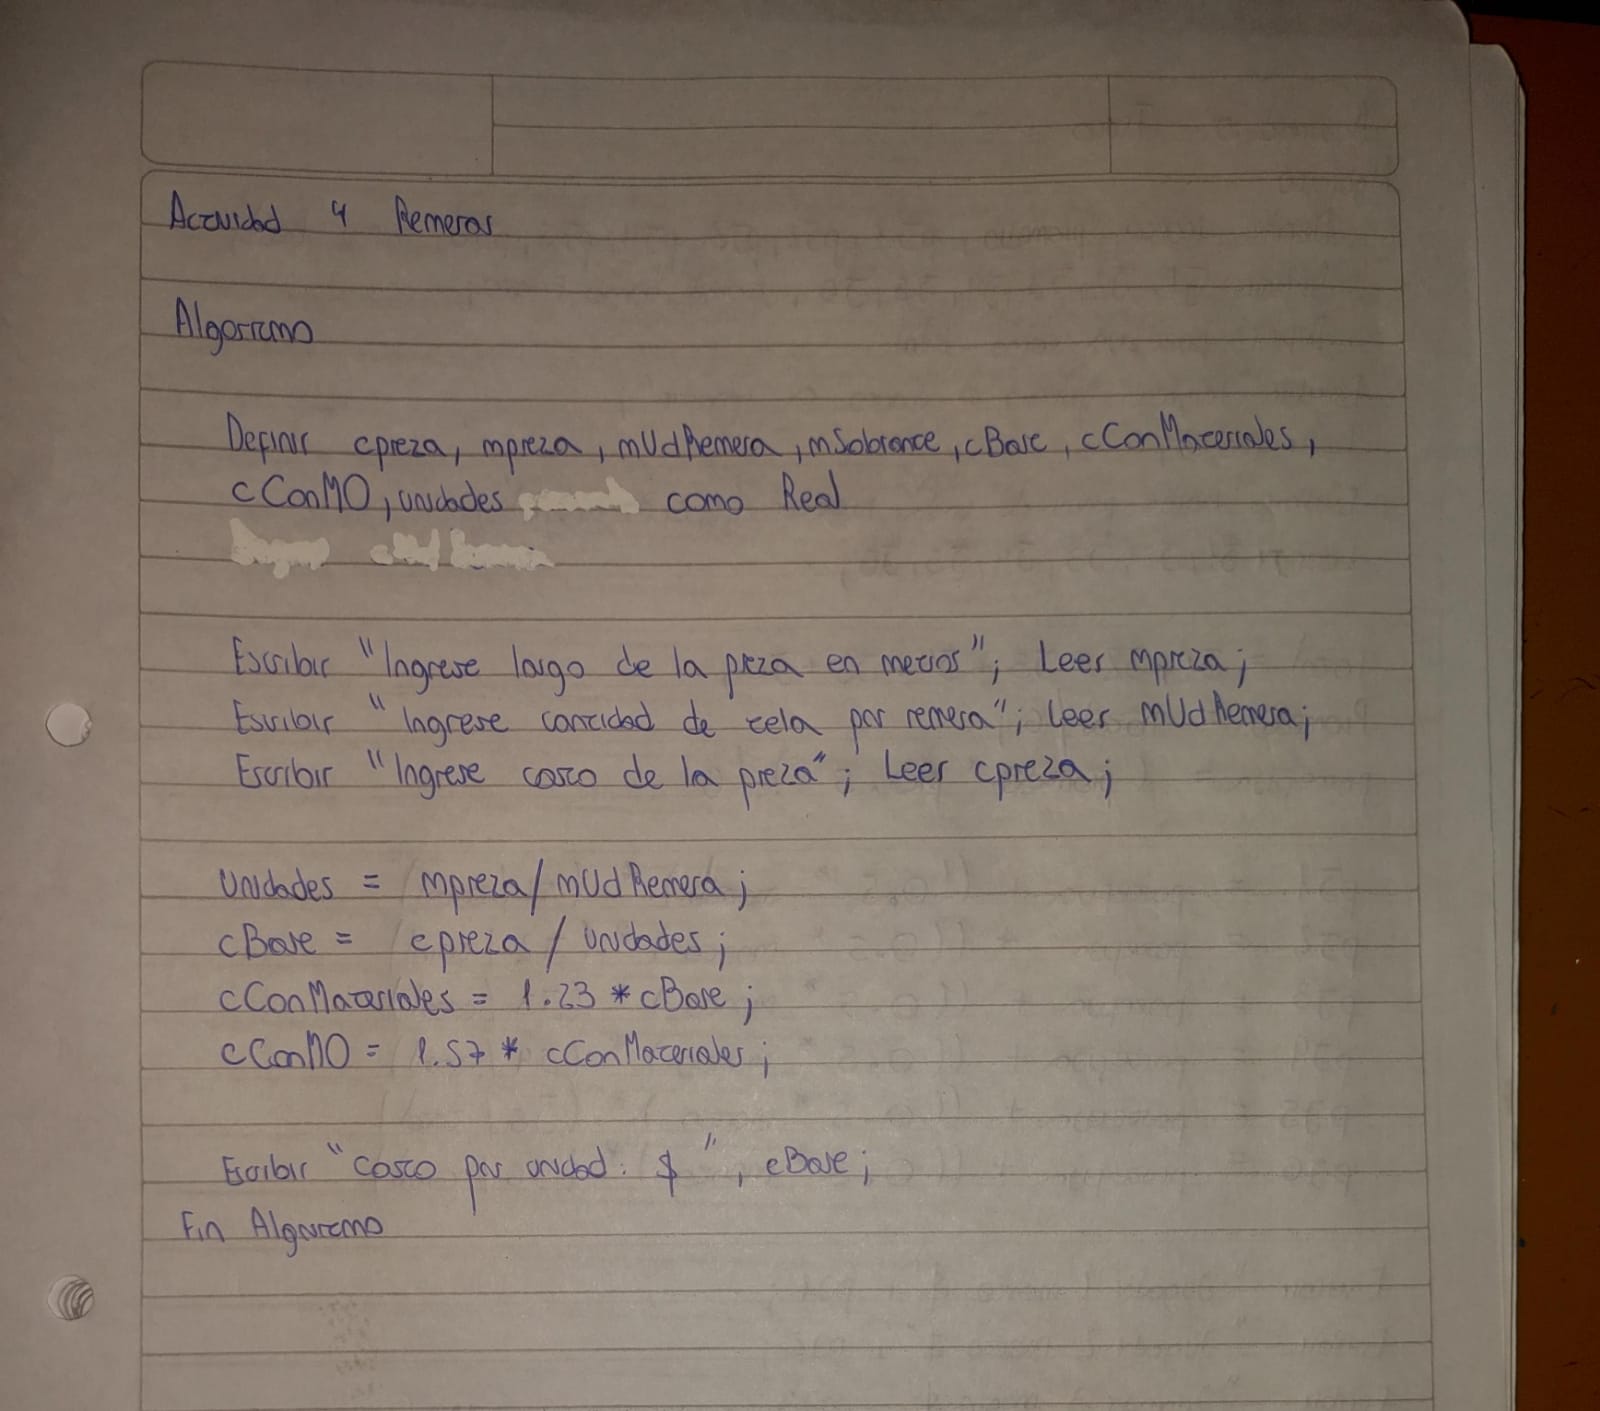 Actividad 4 Remeras
Algoritmo
Definir cpieza, mpieza, mUdRemera, mSobrante, cBase, cConMateriales,
cConMO, unidades como Real
Escribir "Ingrese largo de la pieza en metros"; Leer mpieza;
Escribir "Ingrese cantidad de tela por remera"; Leer mUdRemera;
Escribir "Ingrese costo de la pieza"; Leer cpieza;
Unidades = mpieza/mUdRemera;
cBase = cpieza / unidades;
cConMateriales = 1.23 * cBase;
cConMO = 1.57 * cConMateriales;
Escribir "costo por unidad: $ ", cBase;
Fin Algoritmo